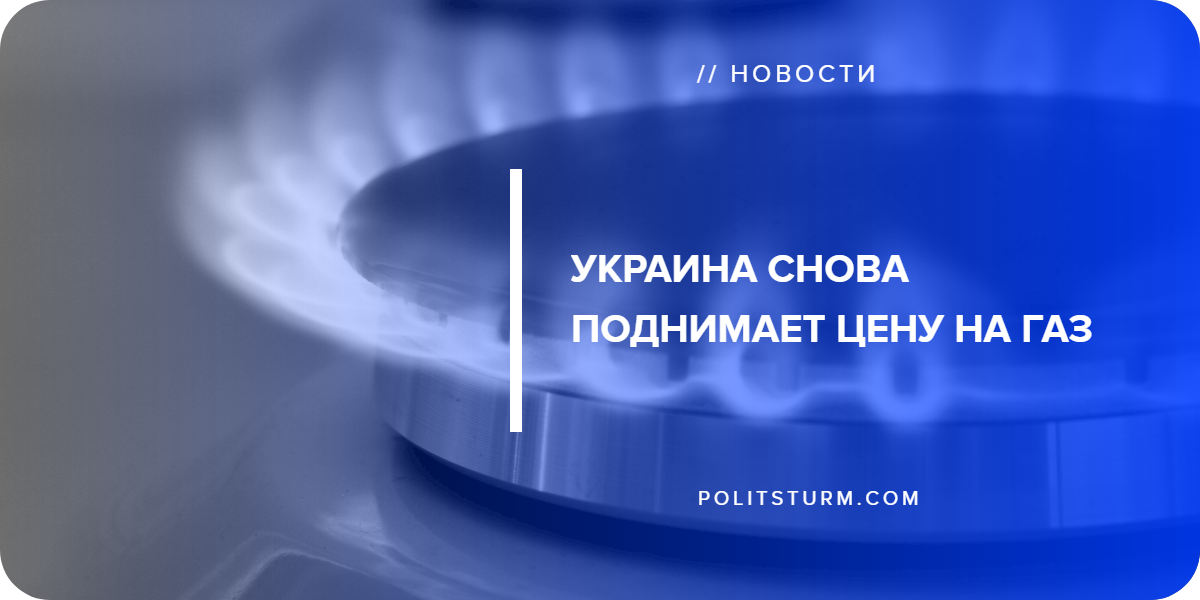 // НОВОСТИ
УКРАИНА СНОВА
ПОДНИМАЕТ ЦЕНУ НА ГАЗ
POLITSTURM.COM